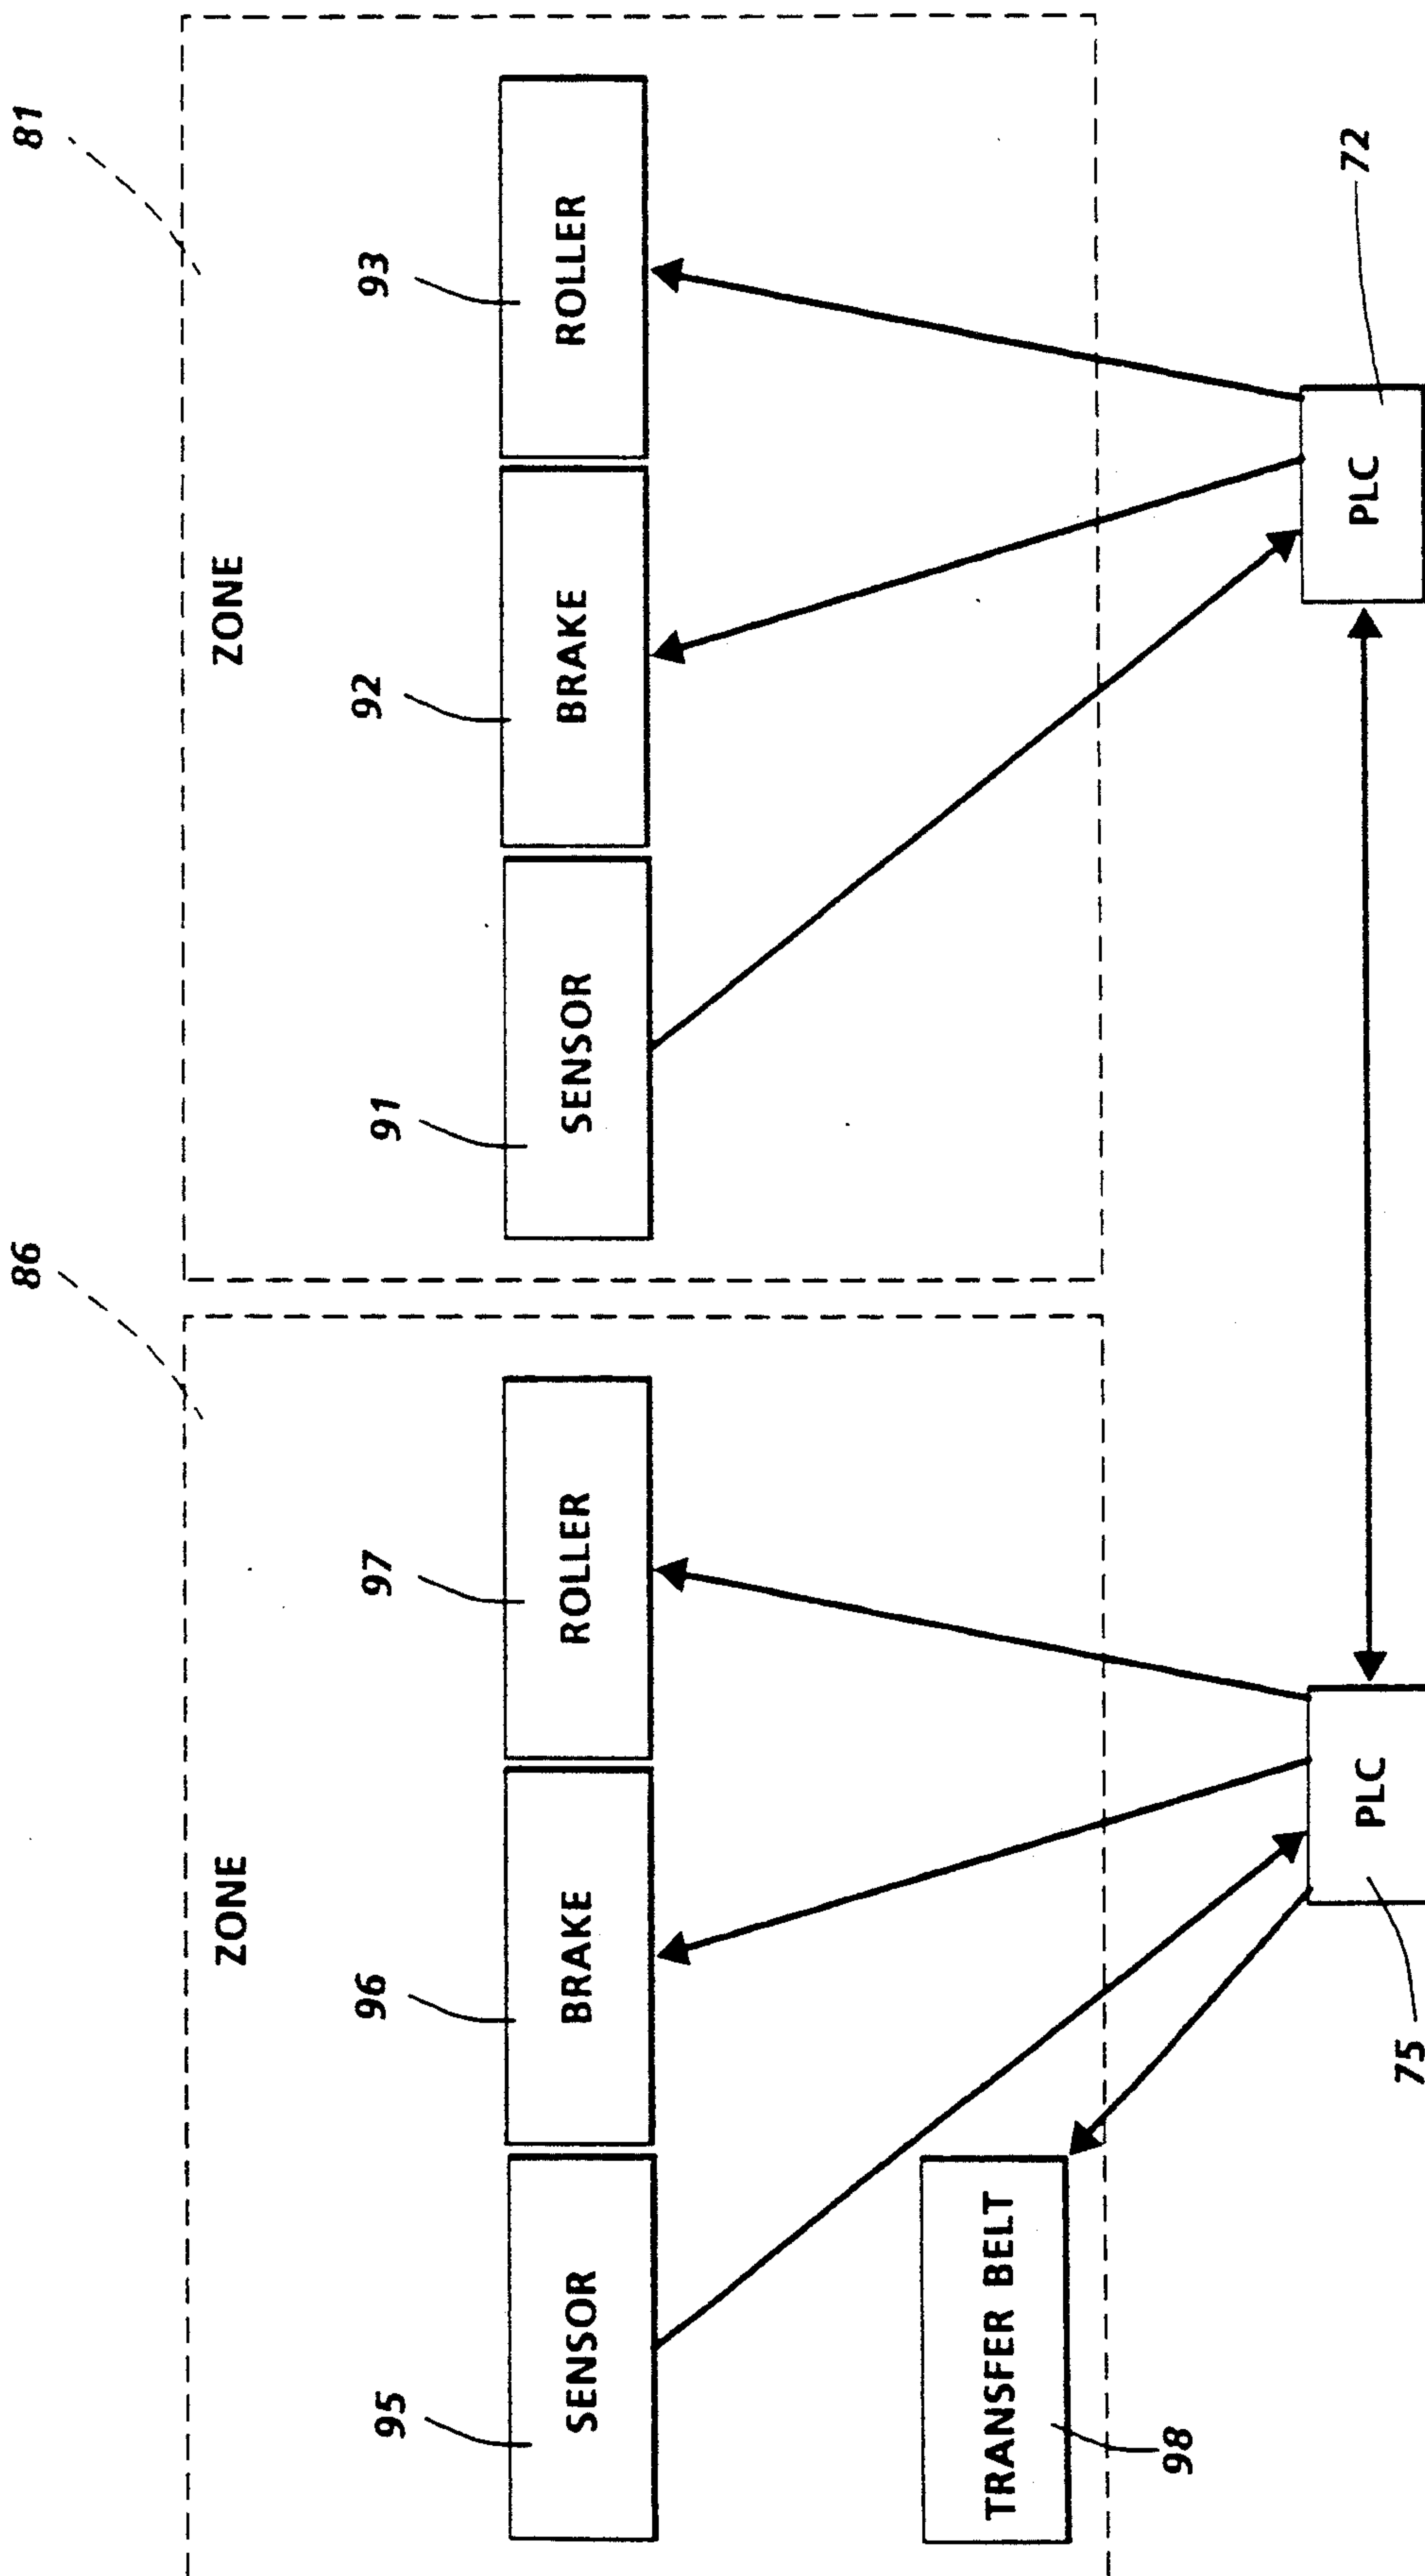 86
81
ZONE
ZONE
95
96
97
91
92
93
SENSOR
BRAKE
ROLLER
SENSOR
BRAKE
ROLLER
TRANSFER BELT
98
75
PLC
PLC
72